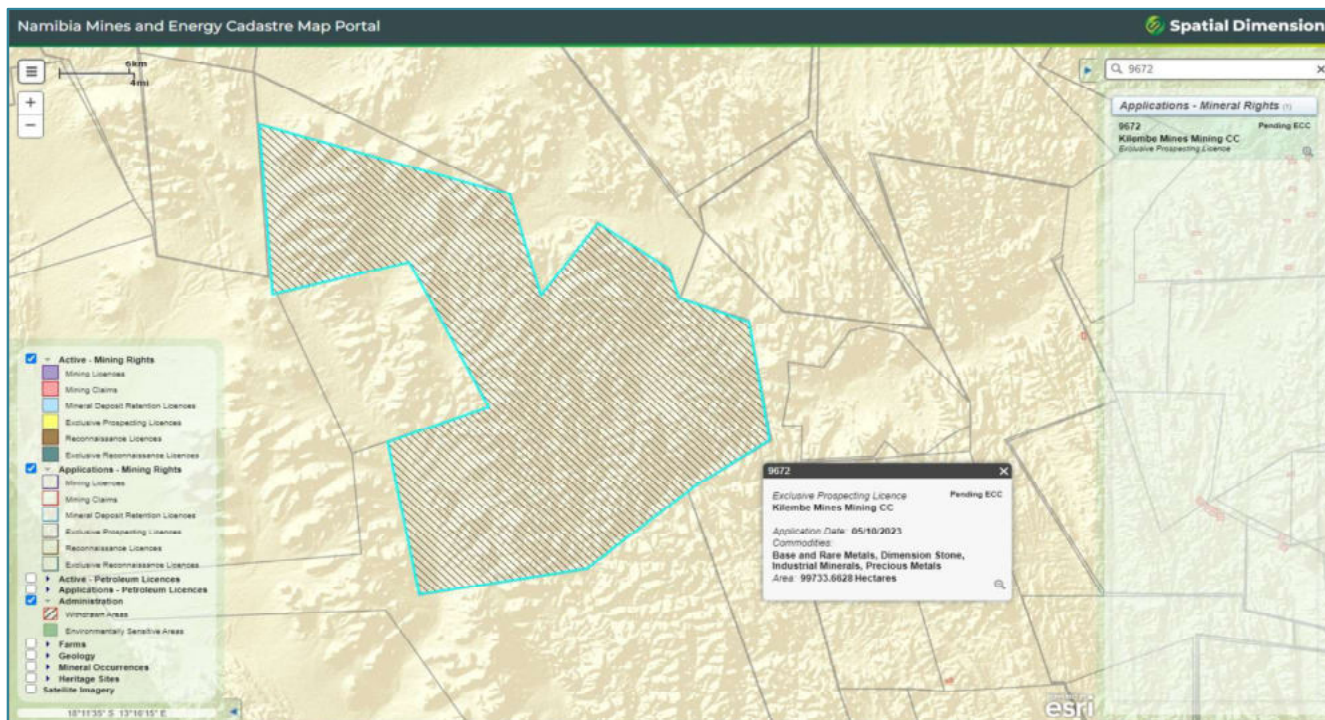 Namibia Mines and Energy Cadastre Map Portal
Spatial Dimension
6km
4mi
+
−
9672
Applications - Mineral Rights (1)
9672 Pending ECC
Kilembe Mines Mining CC
Exclusive Prospecting Licence
Active - Mining Rights
Mining Licences
Mining Claims
Mineral Deposit Retention Licences
Exclusive Prospecting Licences
Reconnaissance Licences
Exclusive Reconnaissance Licences
Applications - Mining Rights
Mining Licences
Mining Claims
Mineral Deposit Retention Licences
Exclusive Prospecting Licences
Reconnaissance Licences
Exclusive Reconnaissance Licences
Active - Petroleum Licences
Applications - Petroleum Licences
Administration
Withdrawn Areas
Environmentally Sensitive Areas
Farms
Geology
Mineral Occurrences
Heritage Sites
Satellite Imagery
18°11'35" S 13°16'15" E
9672
Exclusive Prospecting Licence Pending ECC
Kilembe Mines Mining CC
Application Date: 05/10/2023
Commodities:
Base and Rare Metals, Dimension Stone,
Industrial Minerals, Precious Metals
Area: 99733.6628 Hectares
esri